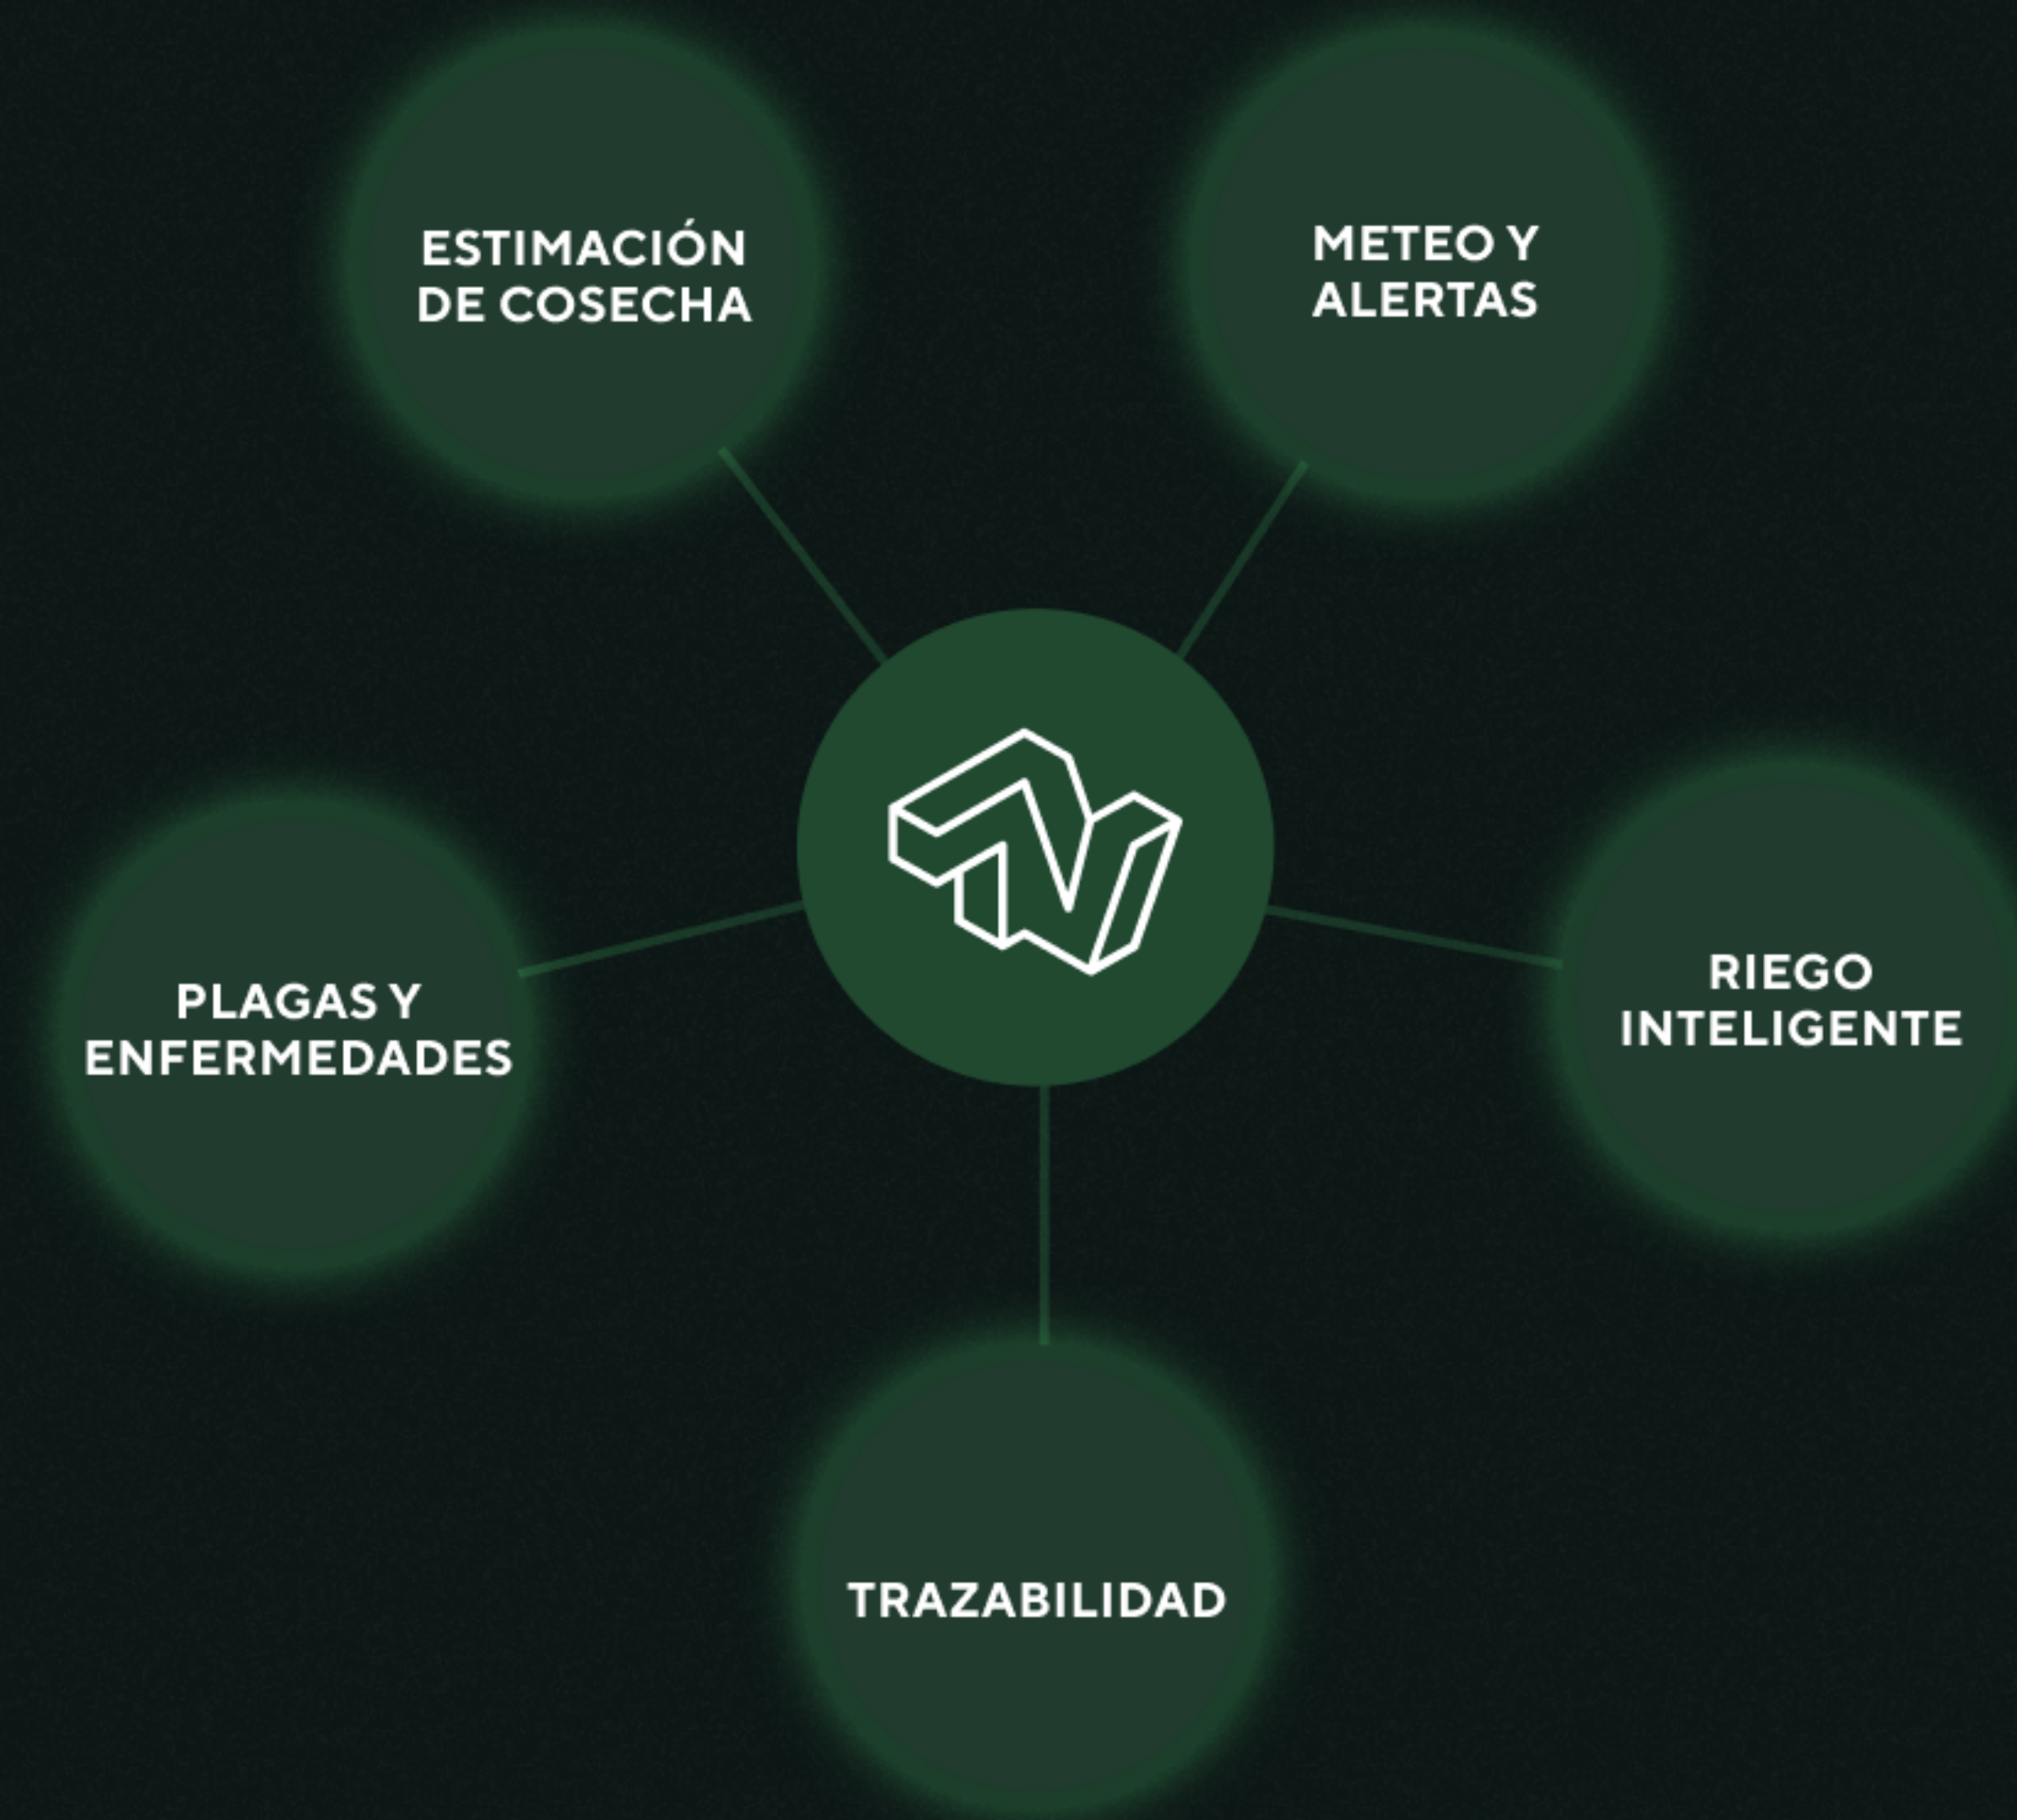 ESTIMACIÓN
DE COSECHA
METEO Y
ALERTAS
PLAGAS Y
ENFERMEDADES
RIEGO
INTELIGENTE
TRAZABILIDAD